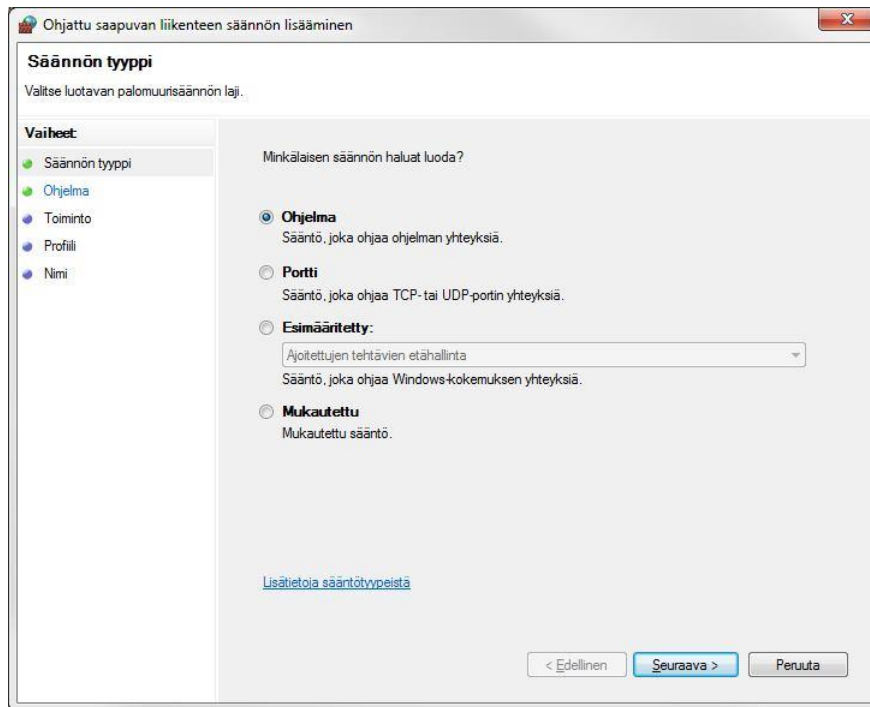 Ohjattu saapuvan liikenteen säännön lisääminen
Säännön tyyppi
Valitse luotavan palomuurisäännön laji.
Vaiheet:
Säännön tyyppi
Ohjelma
Toiminto
Profiili
Nimi
Minkälaisen säännön haluat luoda?
Ohjelma
Sääntö, joka ohjaa ohjelman yhteyksiä.
Portti
Sääntö, joka ohjaa TCP- tai UDP-portin yhteyksiä.
Esimääritetty:
Ajoitettujen tehtävien etähallinta
Sääntö, joka ohjaa Windows-kokemuksen yhteyksiä.
Mukautettu
Mukautettu sääntö.
Lisätietoja sääntötyypeistä
< Edellinen Seuraava > Peruuta